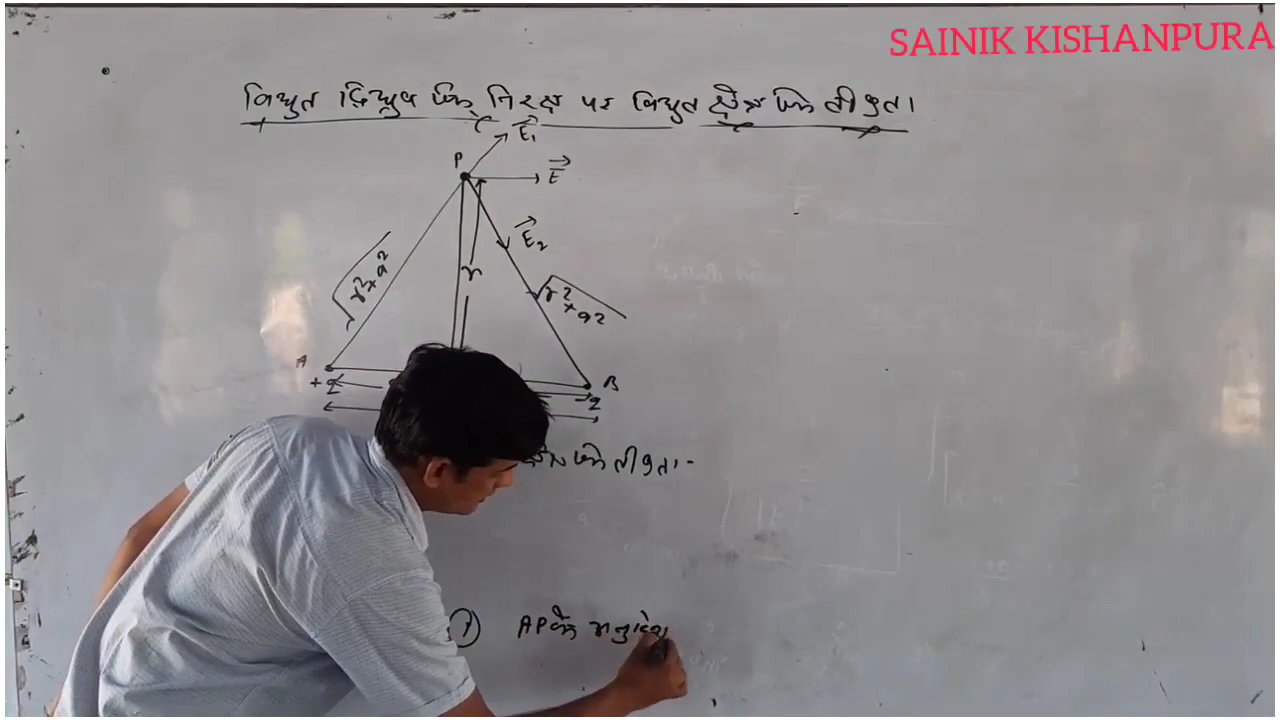 SAINIK KISHANPURA
विद्युत द्विध्रुव के निरक्ष पर विद्युत क्षेत्र की तीव्रता
E₁
P
E
E₂
√r²+a²
r
√r²+a²
A
B
+q
-q
क्षेत्र की तीव्रता -
① AP के अनुदिश